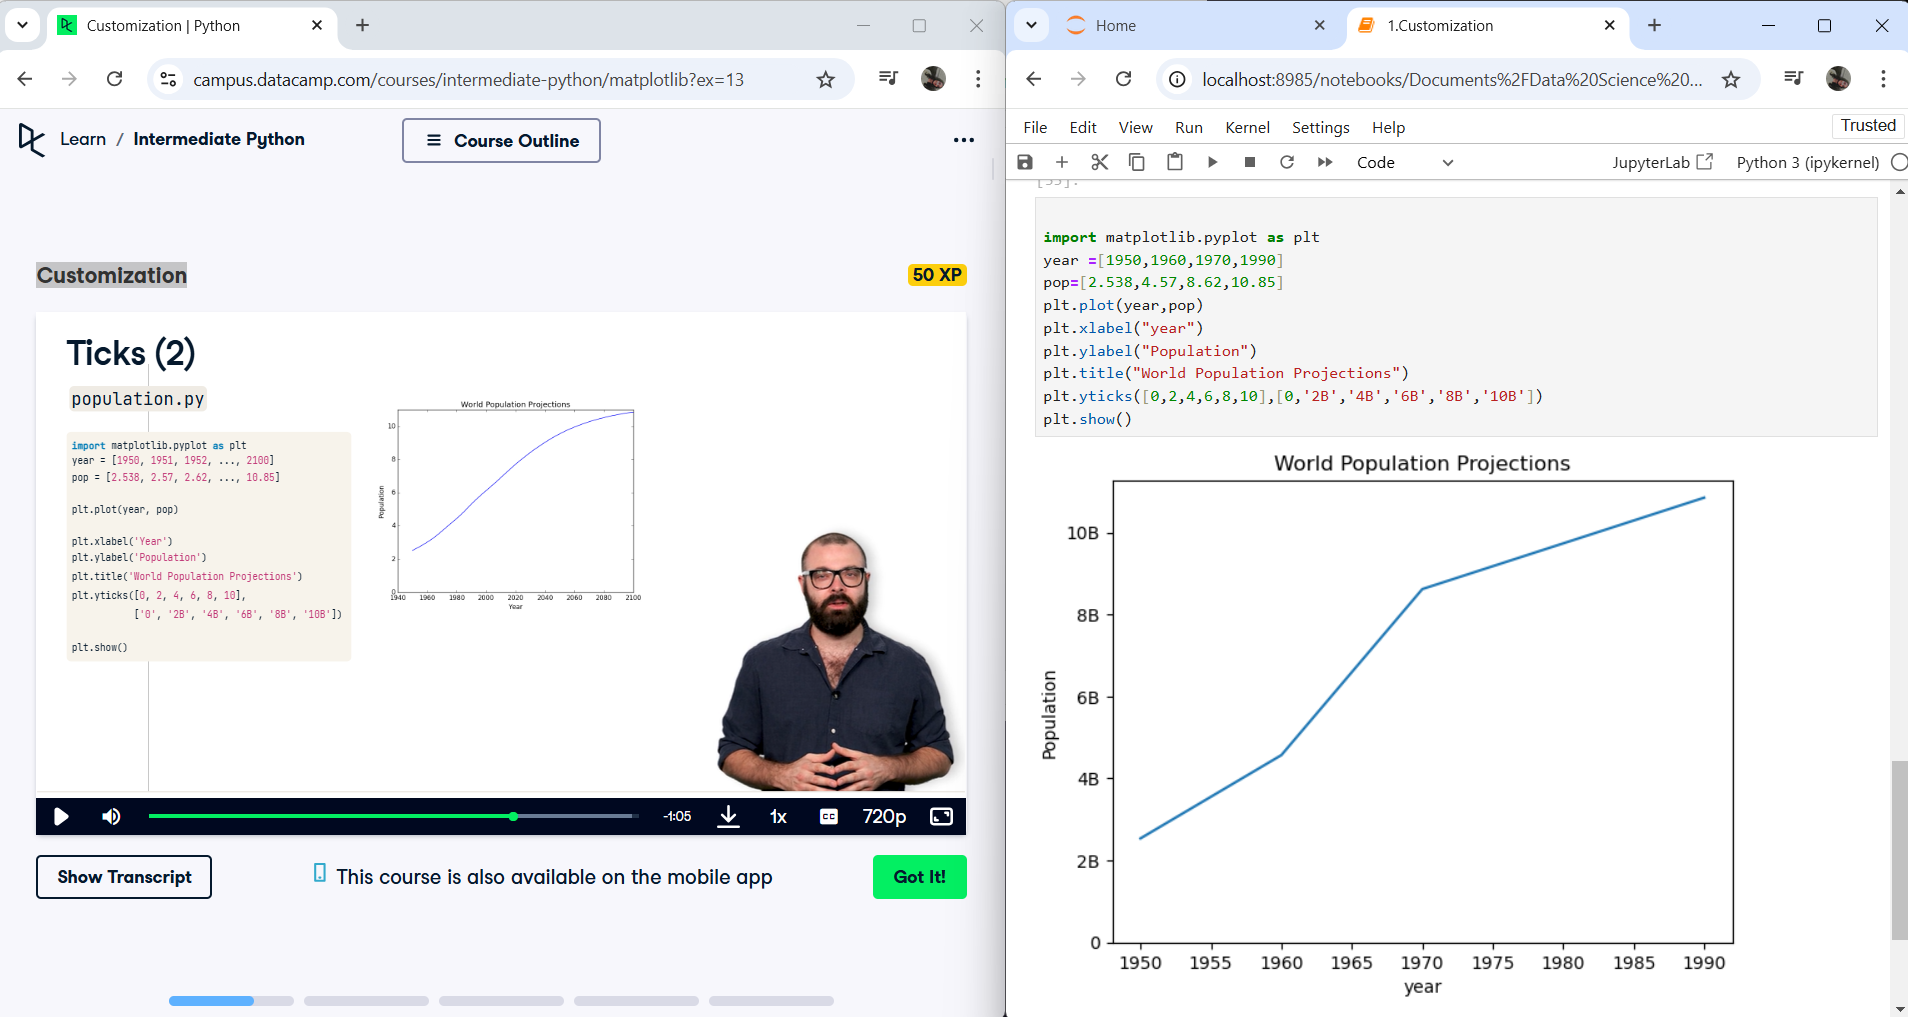 Customization | Python
campus.datacamp.com/courses/intermediate-python/matplotlib?ex=13
Learn / Intermediate Python
Course Outline
Customization
50 XP
Ticks (2)
population.py
import matplotlib.pyplot as plt
year = [1950, 1951, 1952, ..., 2100]
pop = [2.538, 2.57, 2.62, ..., 10.85]
plt.plot(year, pop)
plt.xlabel('Year')
plt.ylabel('Population')
plt.title('World Population Projections')
plt.yticks([0, 2, 4, 6, 8, 10],
['0', '2B', '4B', '6B', '8B', '10B'])
plt.show()
World Population Projections
10
8
6
4
2
0
Population
1940 1960 1980 2000 2020 2040 2060 2080 2100
Year
-1:05
1x
CC
720p
Show Transcript
This course is also available on the mobile app
Got It!
Home
1.Customization
localhost:8985/notebooks/Documents%2FData%20Science%20...
File Edit View Run Kernel Settings Help
Trusted
Code
JupyterLab
Python 3 (ipykernel)
import matplotlib.pyplot as plt
year =[1950,1960,1970,1990]
pop=[2.538,4.57,8.62,10.85]
plt.plot(year,pop)
plt.xlabel("year")
plt.ylabel("Population")
plt.title("World Population Projections")
plt.yticks([0,2,4,6,8,10],[0,'2B','4B','6B','8B','10B'])
plt.show()
World Population Projections
10B
8B
6B
4B
2B
0
Population
1950 1955 1960 1965 1970 1975 1980 1985 1990
year